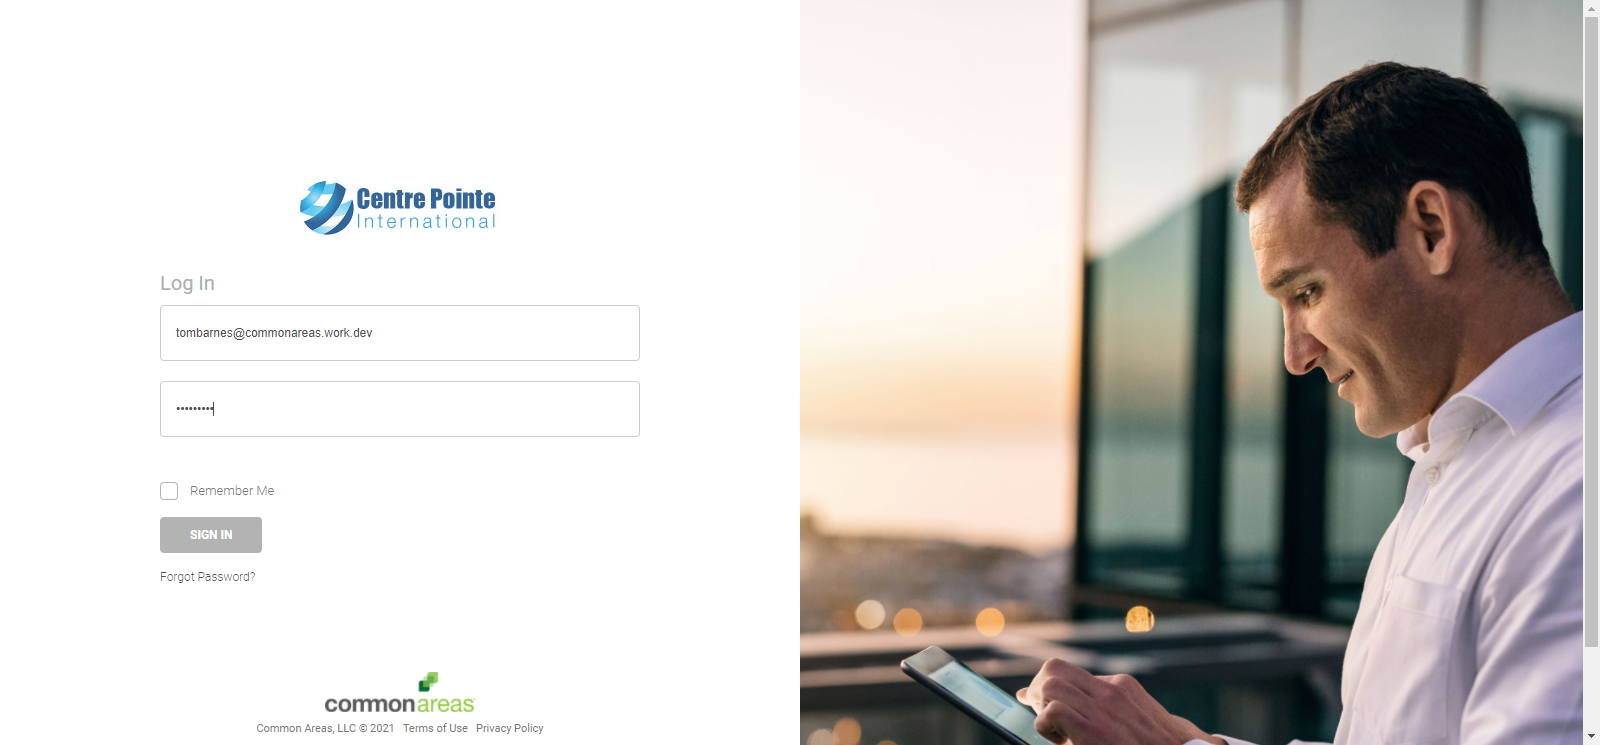 Centre Pointe
International
Log In
tombarnes@commonareas.work.dev
•••••••••
Remember Me
SIGN IN
Forgot Password?
commonareas
Common Areas, LLC © 2021 Terms of Use Privacy Policy